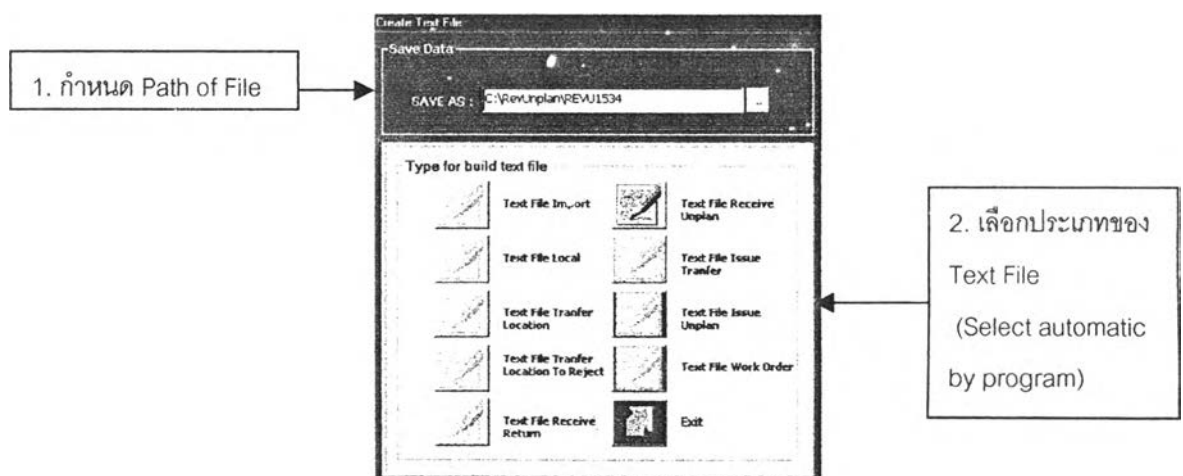 1. กำหนด Path of File
Create Text File
Save Data
SAVE AS : C:\RevUnplan\REVU1534 ..
Type for build text file
Text File Import
Text File Receive
Unplan
Text File Local
Text File Issue
Tranfer
Text File Tranfer
Location
Text File Issue
Unplan
Text File Tranfer
Location To Reject
Text File Work Order
Text File Receive
Return
Exit
2. เลือกประเภทของ
Text File
(Select automatic
by program)